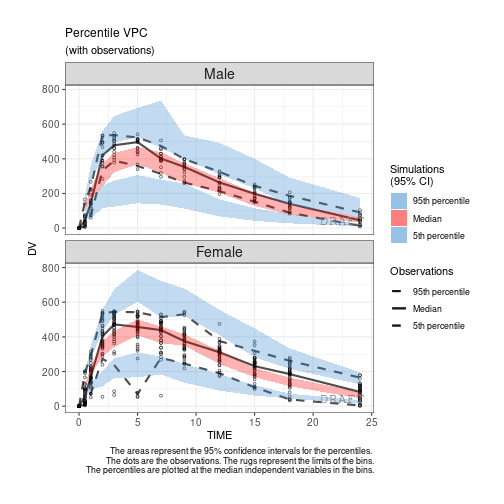 Percentile VPC
(with observations)
Male
800
600
400
200
0
DRAFT
Female
800
600
400
200
0
DRAFT
0 5 10 15 20 25
TIME
DV
Simulations
(95% CI)
95th percentile
Median
5th percentile
Observations
95th percentile
Median
5th percentile
The areas represent the 95% confidence intervals for the percentiles.
The dots are the observations. The rugs represent the limits of the bins.
The percentiles are plotted at the median independent variables in the bins.